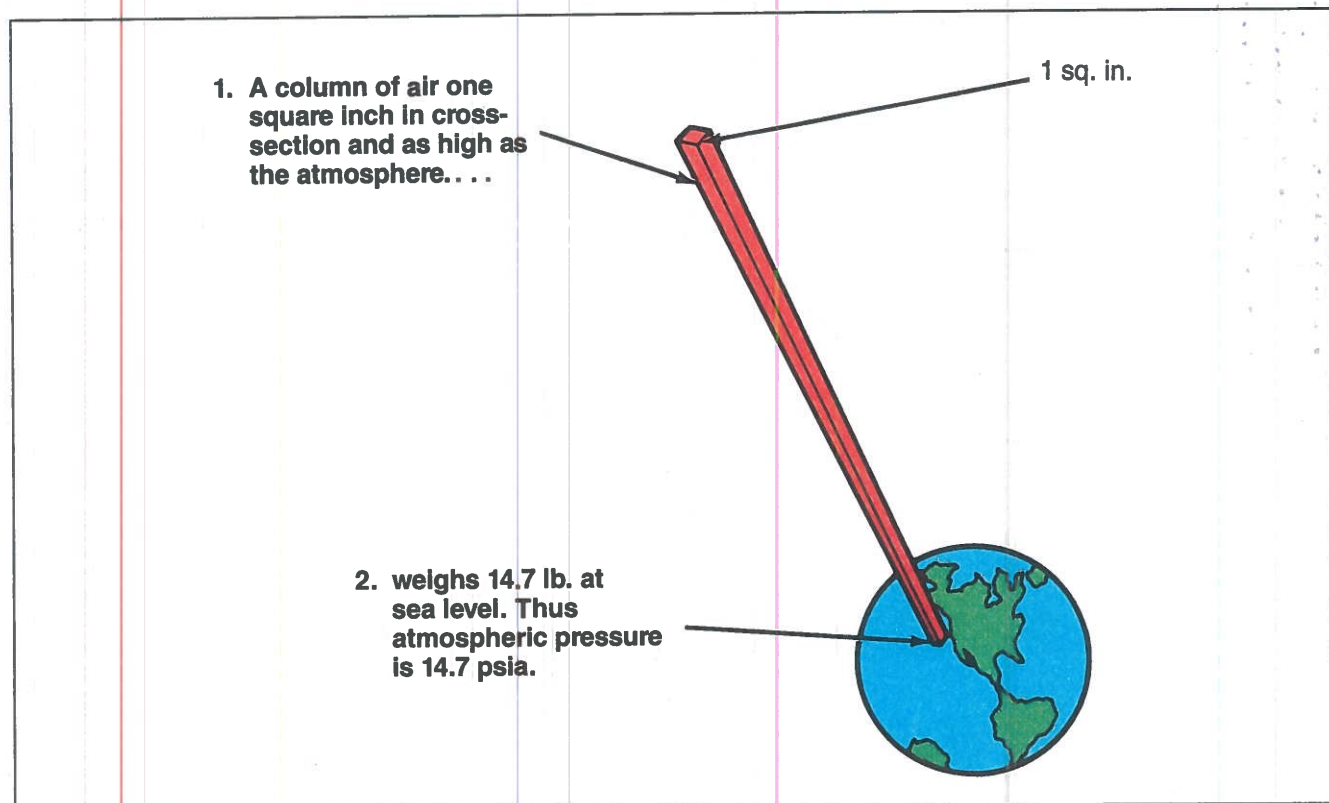 1. A column of air one
square inch in cross-
section and as high as
the atmosphere. . . .
1 sq. in.
2. weighs 14.7 lb. at
sea level. Thus
atmospheric pressure
is 14.7 psia.